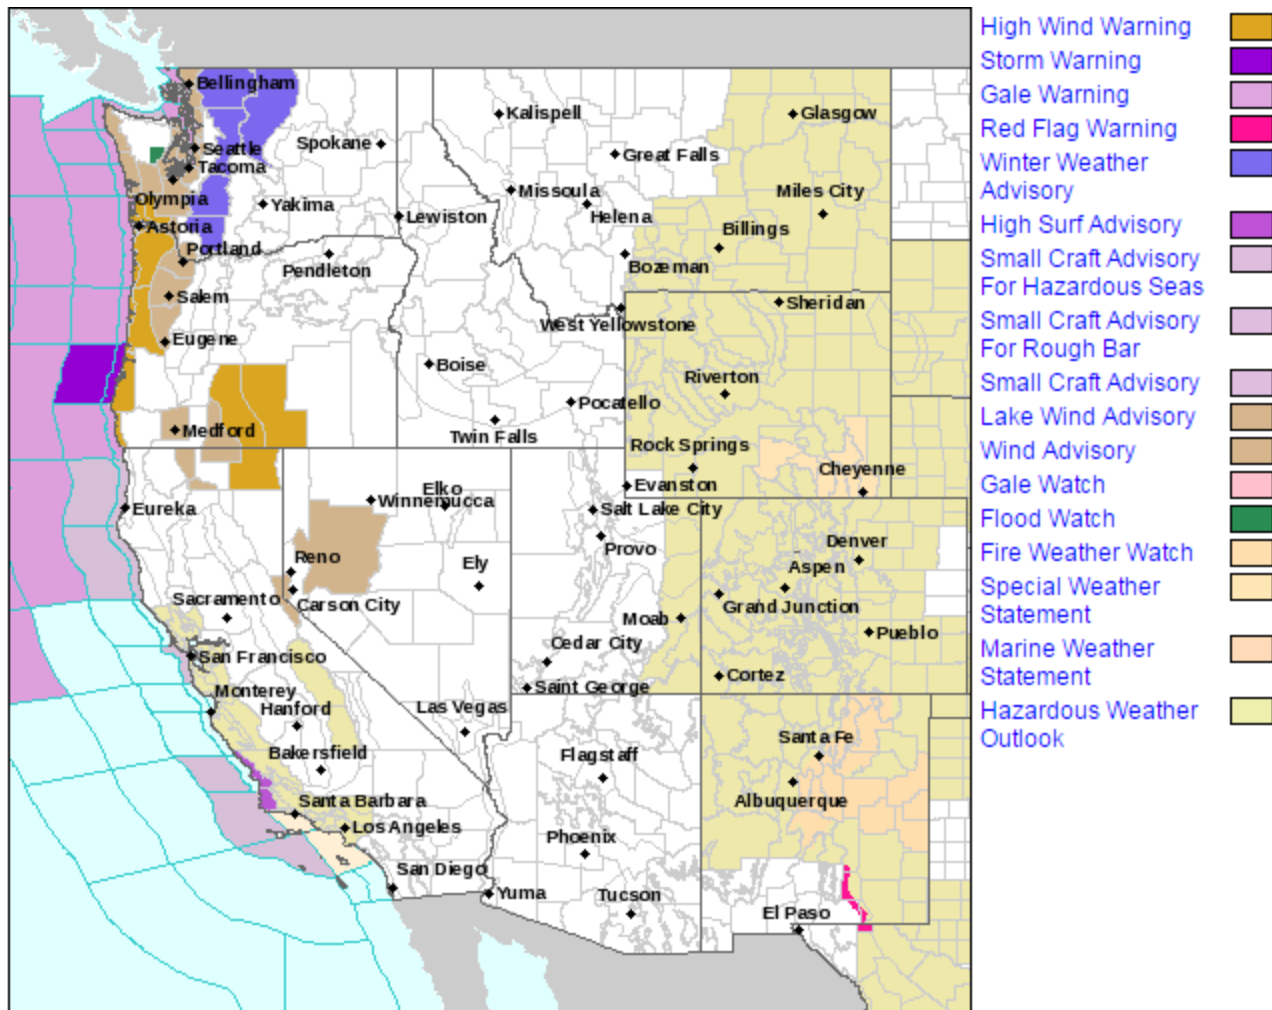 Bellingham
Kalispell
Glasgow
Seattle
Spokane
Great Falls
Tacoma
Missoula
Miles City
Olympia
Yakima
Lewiston
Helena
Astoria
Billings
Portland
Pendleton
Bozeman
Salem
Sheridan
West Yellowstone
Eugene
Boise
Riverton
Pocatello
Medford
Twin Falls
Rock Springs
Cheyenne
Elko
Evanston
Winnemucca
Eureka
Salt Lake City
Denver
Provo
Reno
Ely
Aspen
Sacramento
Carson City
Grand Junction
Moab
Pueblo
Cedar City
San Francisco
Cortez
Saint George
Monterey
Hanford
Las Vegas
Santa Fe
Bakersfield
Flagstaff
Santa Barbara
Albuquerque
Los Angeles
Phoenix
San Diego
Yuma
Tucson
El Paso
High Wind Warning
Storm Warning
Gale Warning
Red Flag Warning
Winter Weather
Advisory
High Surf Advisory
Small Craft Advisory
For Hazardous Seas
Small Craft Advisory
For Rough Bar
Small Craft Advisory
Lake Wind Advisory
Wind Advisory
Gale Watch
Flood Watch
Fire Weather Watch
Special Weather
Statement
Marine Weather
Statement
Hazardous Weather
Outlook